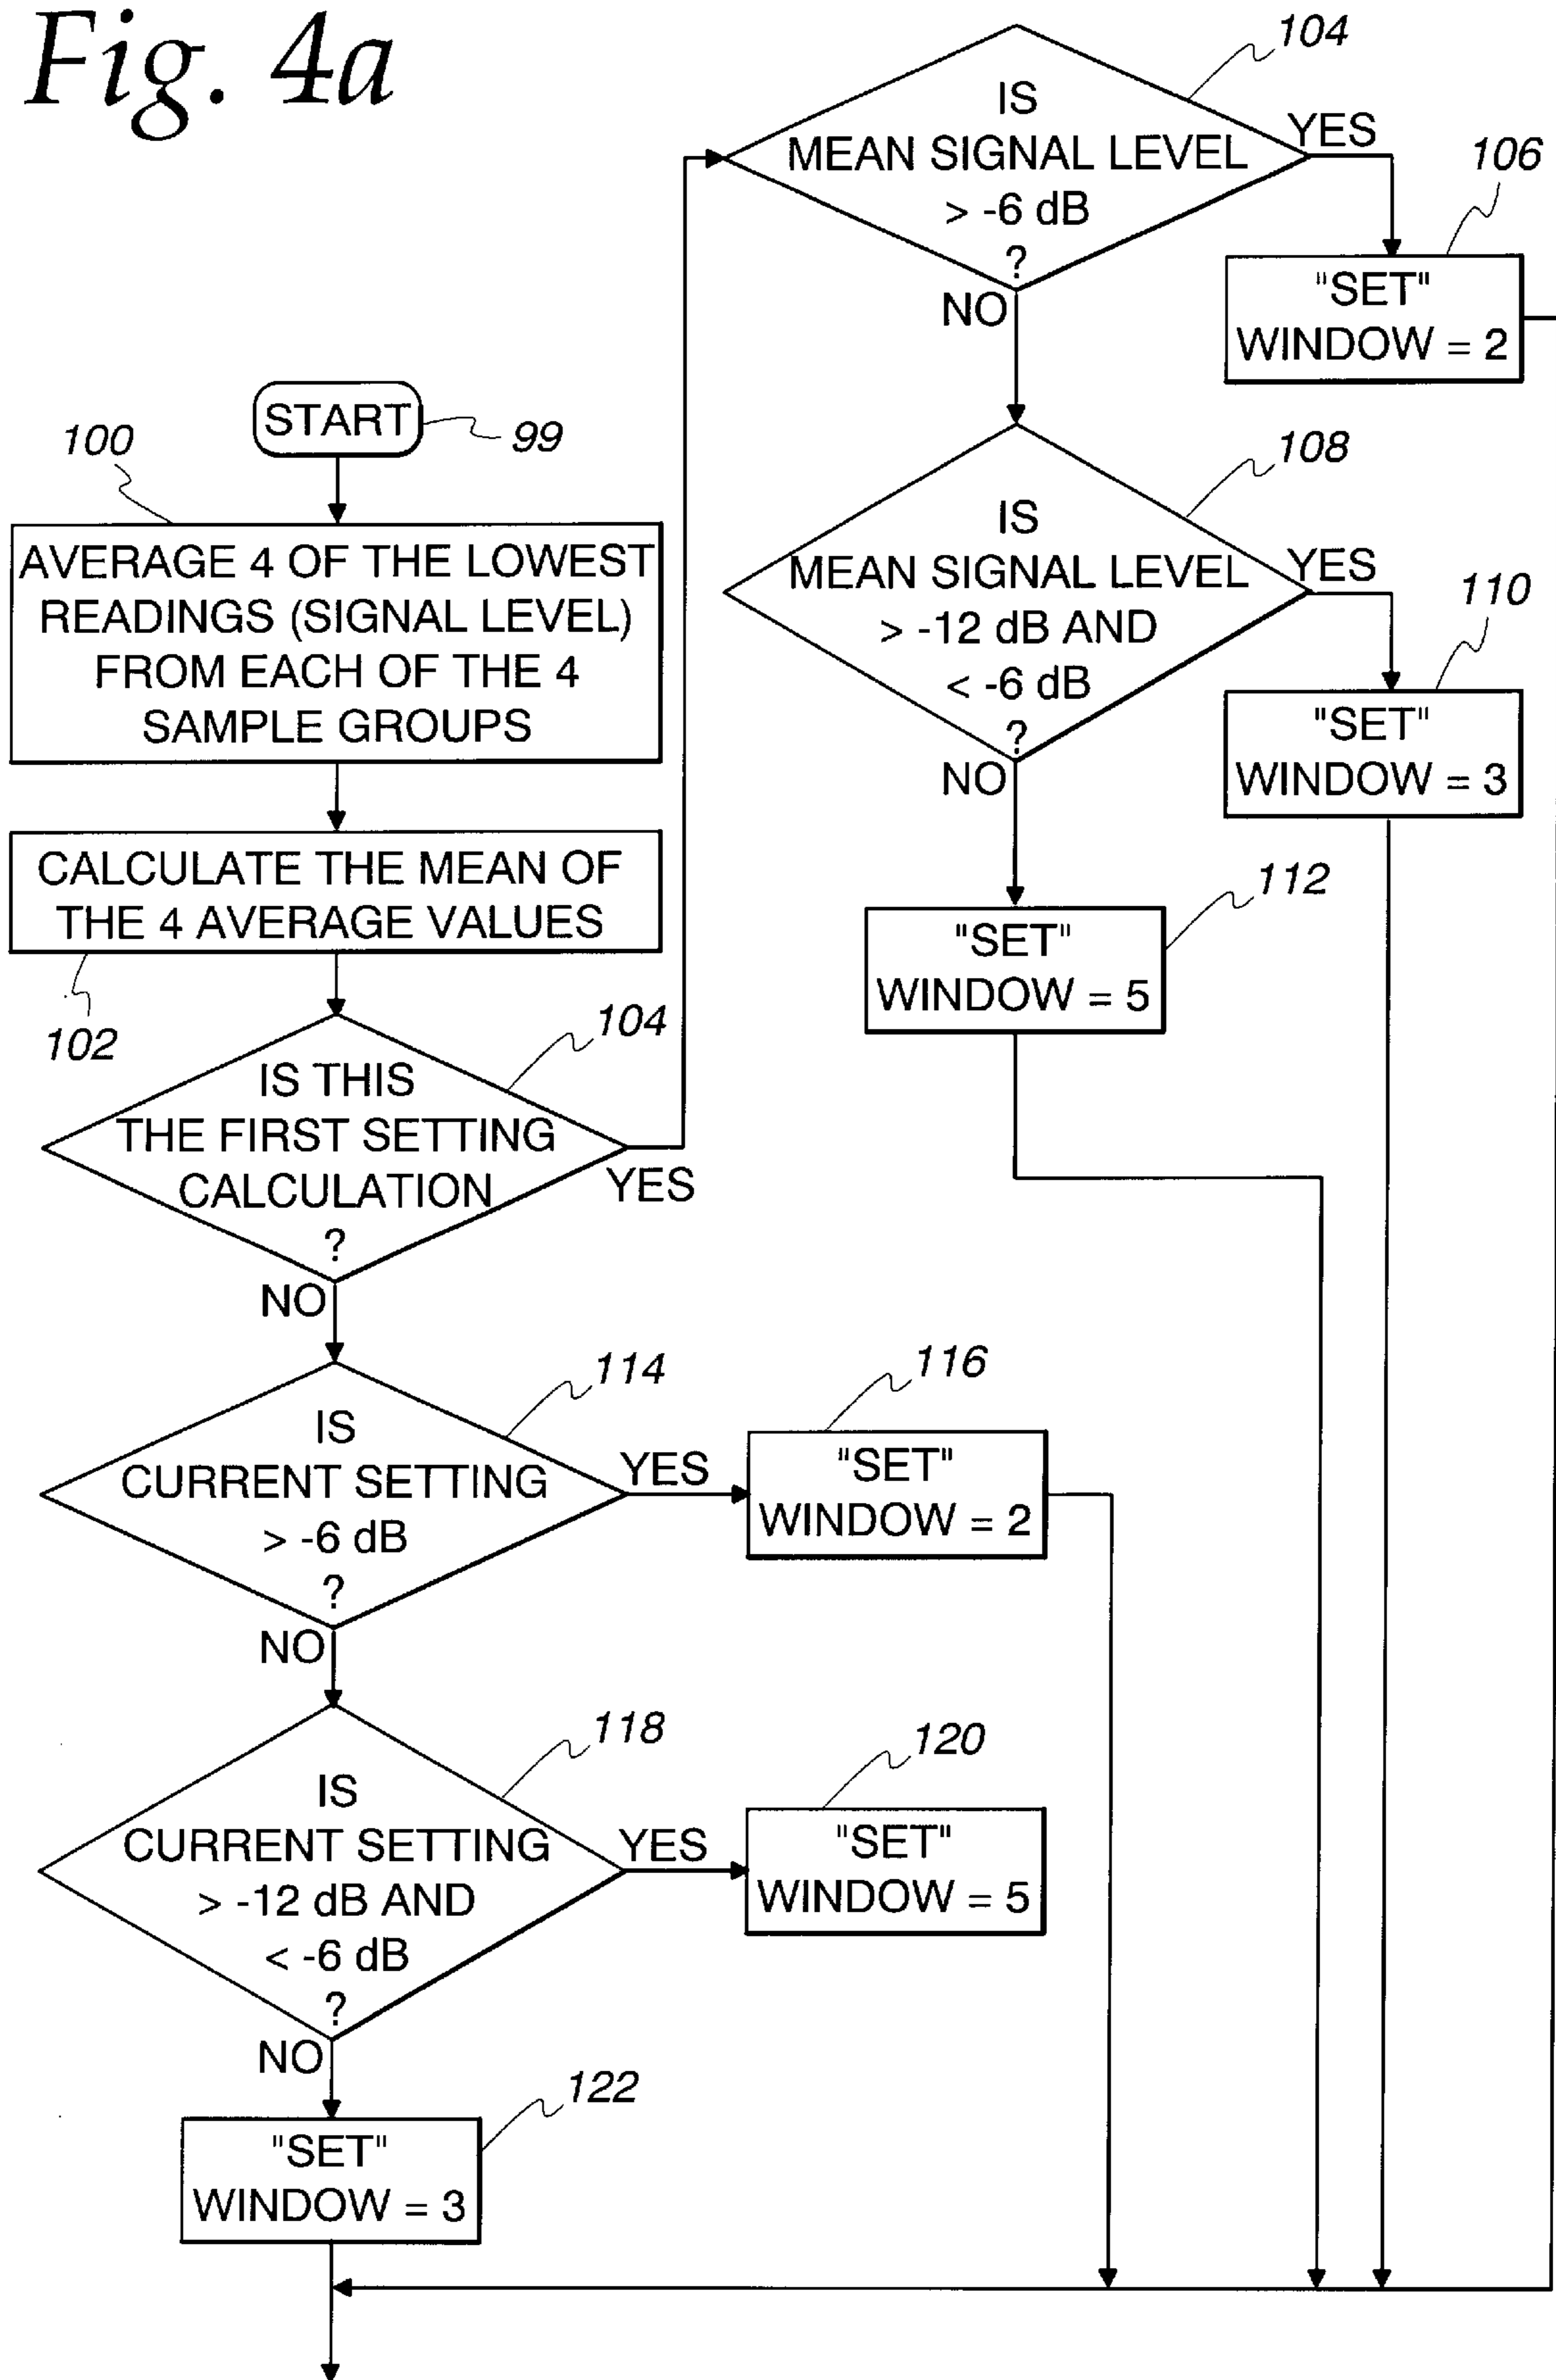 Fig. 4a
START
99
100
AVERAGE 4 OF THE LOWEST
READINGS (SIGNAL LEVEL)
FROM EACH OF THE 4
SAMPLE GROUPS
CALCULATE THE MEAN OF
THE 4 AVERAGE VALUES
102
104
IS THIS
THE FIRST SETTING
CALCULATION
?
YES
NO
104
IS
MEAN SIGNAL LEVEL
> -6 dB
?
YES
NO
106
"SET"
WINDOW = 2
108
IS
MEAN SIGNAL LEVEL
> -12 dB AND
< -6 dB
?
YES
NO
110
"SET"
WINDOW = 3
112
"SET"
WINDOW = 5
114
IS
CURRENT SETTING
> -6 dB
?
YES
NO
116
"SET"
WINDOW = 2
118
IS
CURRENT SETTING
> -12 dB AND
< -6 dB
?
YES
NO
120
"SET"
WINDOW = 5
122
"SET"
WINDOW = 3